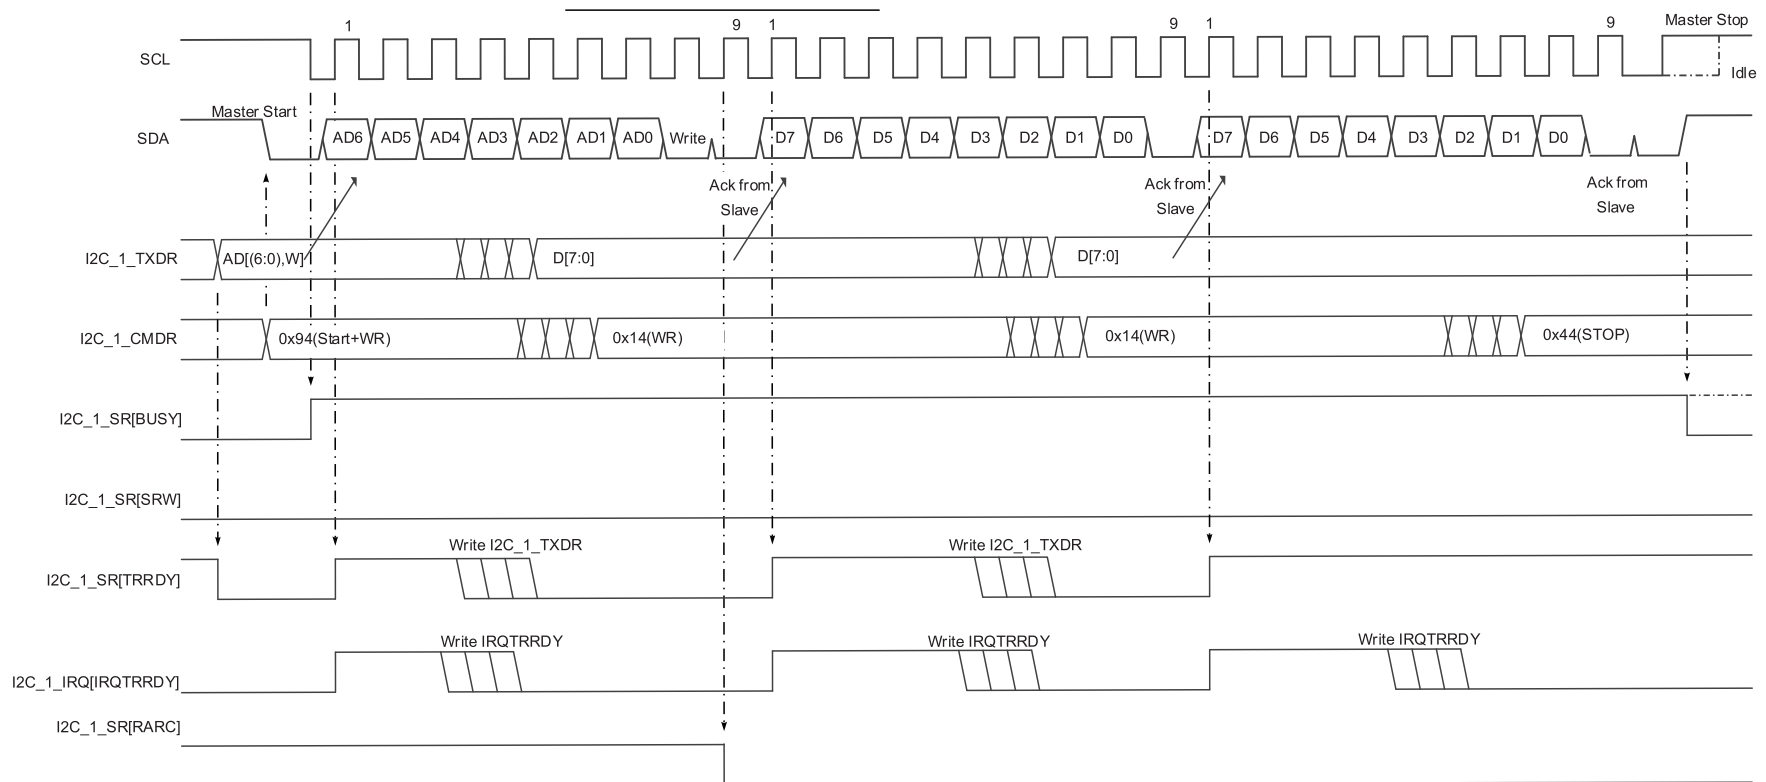 1 9 1 9 1 9 Master Stop
SCL
Idle
Master Start
SDA AD6 AD5 AD4 AD3 AD2 AD1 AD0 Write D7 D6 D5 D4 D3 D2 D1 D0 D7 D6 D5 D4 D3 D2 D1 D0
Ack from
Slave
Ack from
Slave
Ack from
Slave
I2C_1_TXDR AD[(6:0),W] D[7:0] D[7:0]
I2C_1_CMDR 0x94(Start+WR) 0x14(WR) 0x14(WR) 0x44(STOP)
I2C_1_SR[BUSY]
I2C_1_SR[SRW]
Write I2C_1_TXDR Write I2C_1_TXDR
I2C_1_SR[TRRDY]
Write IRQTRRDY Write IRQTRRDY Write IRQTRRDY
I2C_1_IRQ[IRQTRRDY]
I2C_1_SR[RARC]